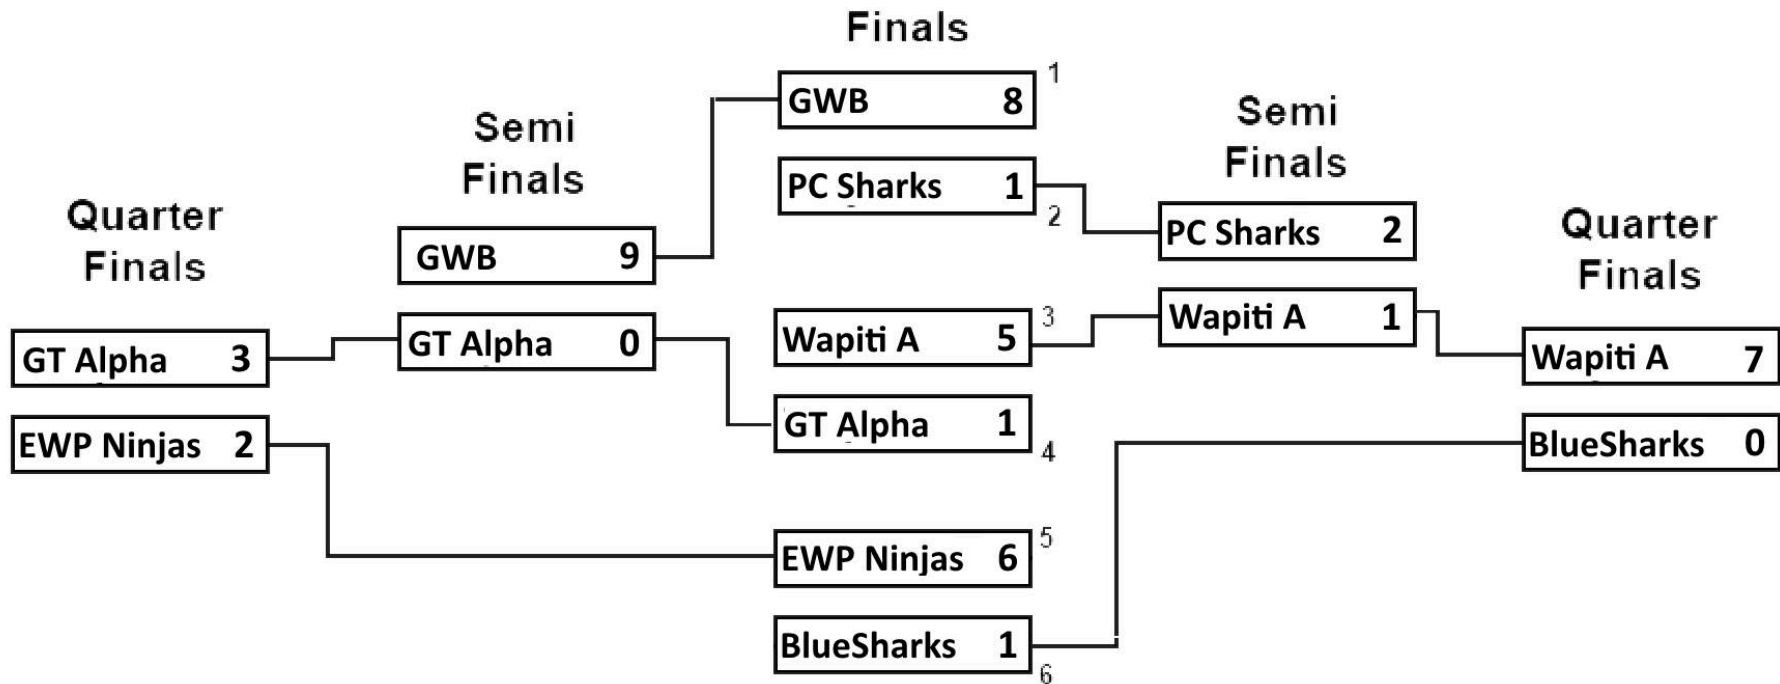 Finals
1
GWB 8
Semi
Finals
Semi
Finals
PC Sharks 1
2
Quarter
Finals
GWB 9
PC Sharks 2
Quarter
Finals
GT Alpha 3
GT Alpha 0
Wapiti A 5
3
Wapiti A 1
Wapiti A 7
EWP Ninjas 2
GT Alpha 1
4
BlueSharks 0
EWP Ninjas 6
5
BlueSharks 1
6